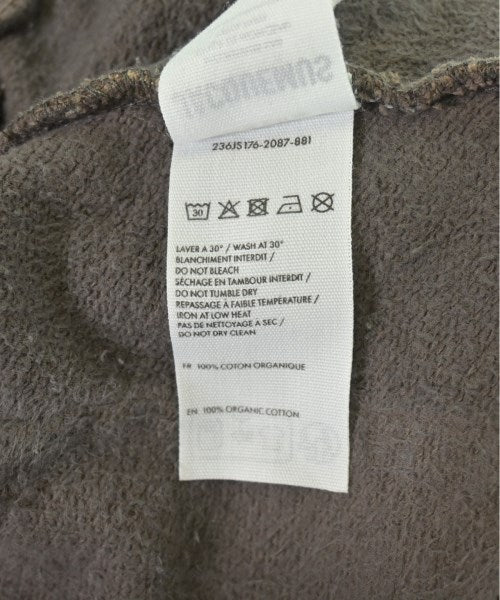 JACQUEMUS
236JS176-2087-881
30
LAVER A 30° / WASH AT 30°
BLANCHIMENT INTERDIT /
DO NOT BLEACH
SÉCHAGE EN TAMBOUR INTERDIT /
DO NOT TUMBLE DRY
REPASSAGE À FAIBLE TEMPÉRATURE /
IRON AT LOW HEAT
PAS DE NETTOYAGE A SEC /
DO NOT DRY CLEAN
FR 100% COTON ORGANIQUE
EN 100% ORGANIC COTTON